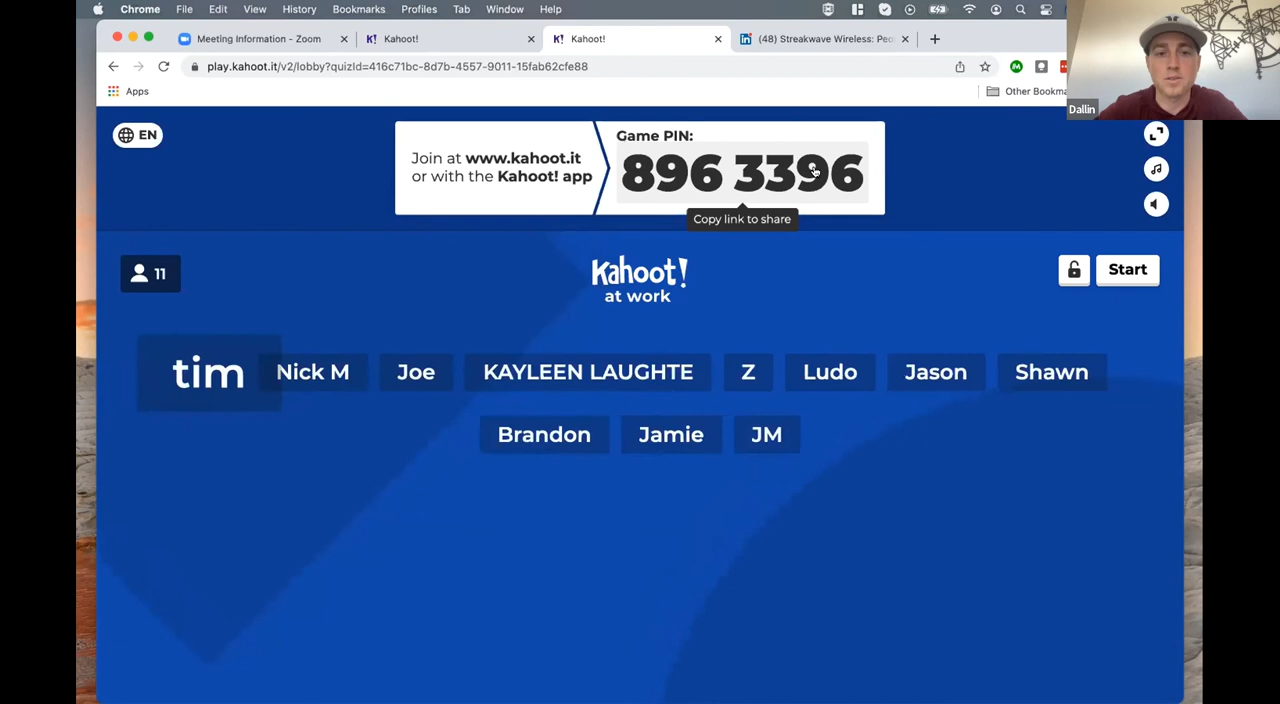 Chrome File Edit View History Bookmarks Profiles Tab Window Help
Meeting Information - Zoom
K! Kahoot!
K! Kahoot!
in (48) Streakwave Wireless: Peo
play.kahoot.it/v2/lobby?quizId=416c71bc-8d7b-4557-9011-15fab62cfe88
Apps
Other Bookma
Dallin
EN
Join at www.kahoot.it
or with the Kahoot! app
Game PIN:
896 3396
Copy link to share
11
Kahoot!
at work
Start
tim Nick M Joe KAYLEEN LAUGHTE Z Ludo Jason Shawn
Brandon Jamie JM